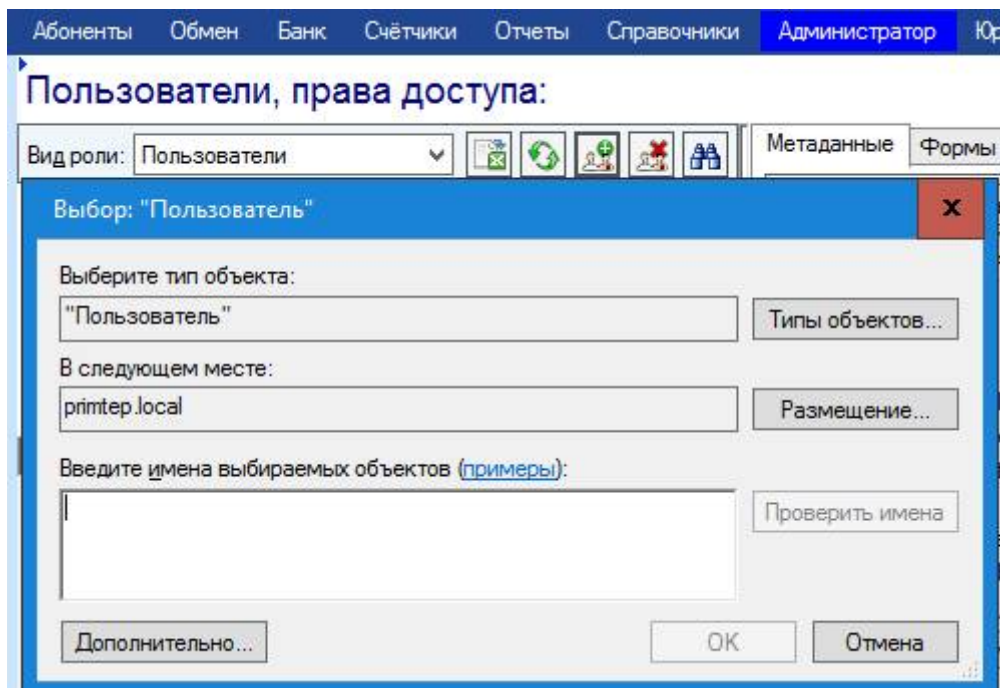 Абоненты Обмен Банк Счётчики Отчеты Справочники Администратор
Пользователи, права доступа:
Вид роли: Пользователи Метаданные Формы
Выбор: "Пользователь" x
Выберите тип объекта:
"Пользователь" Типы объектов...
В следующем месте:
primtep.local Размещение...
Введите имена выбираемых объектов (примеры):
Проверить имена
Дополнительно... OK Отмена